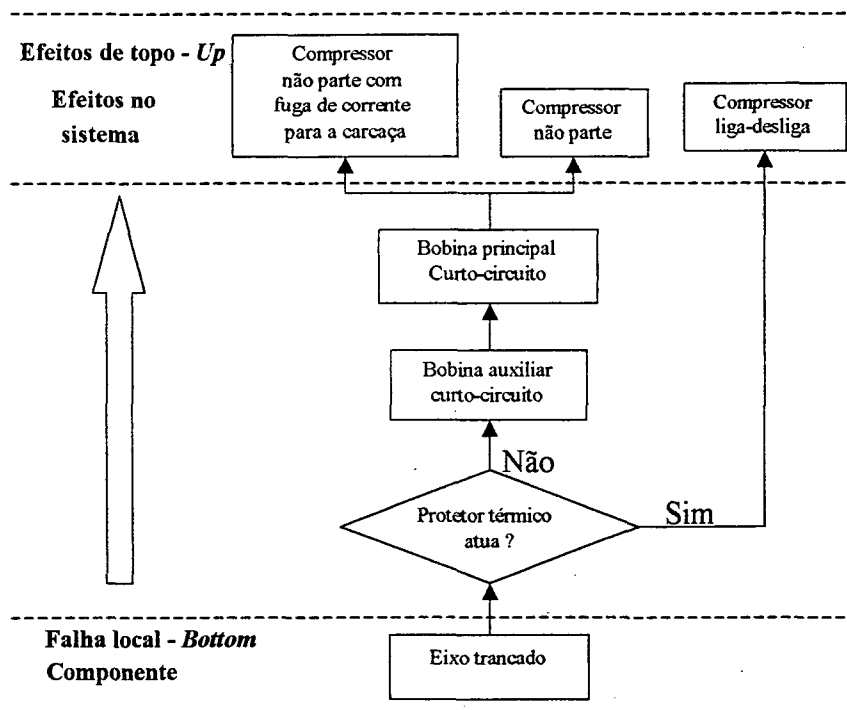 Efeitos de topo - Up
Efeitos no
sistema
Compressor
não parte com
fuga de corrente
para a carcaça
Compressor
não parte
Compressor
liga-desliga
Bobina principal
Curto-circuito
Bobina auxiliar
curto-circuito
Não
Protetor térmico
atua ?
Sim
Falha local - Bottom
Componente
Eixo trancado